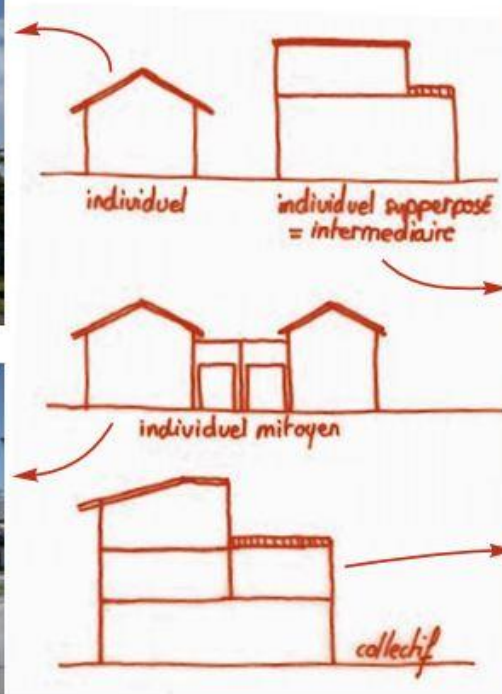 individuel
individuel supperposé
= intermediaire
individuel mitoyen
collectif